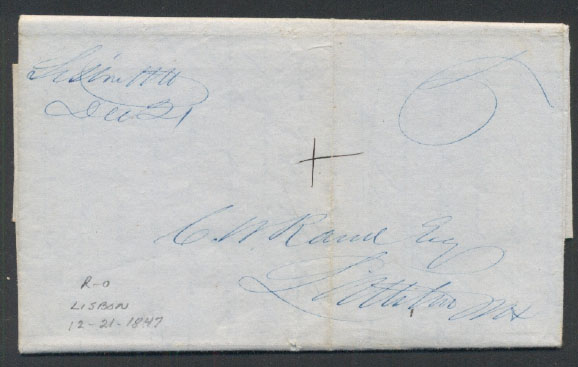 Lisbon NH
Dec 21
5
C. W. Rand Esq
Littleton NH
R-O
LISBON
12-21-1847